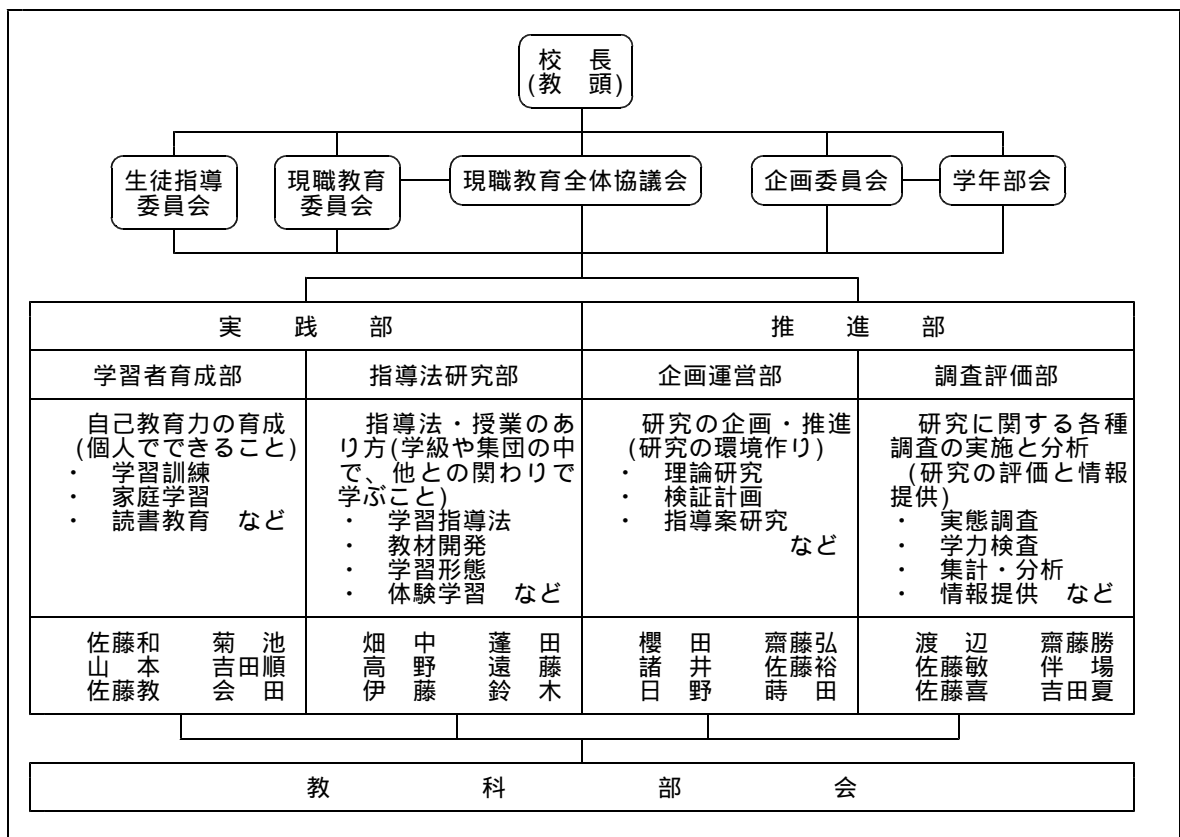 校　長
(教　頭)
生徒指導
委員会
現職教育
委員会
現職教育全体協議会
企画委員会
学年部会
実　践　部
推　進　部
学習者育成部
指導法研究部
企画運営部
調査評価部
自己教育力の育成
(個人でできること)
・　学習訓練
・　家庭学習
・　読書教育　など
指導法・授業のあ
り方(学級や集団の中
で、他との関わりで
学ぶこと)
・　学習指導法
・　教材開発
・　学習形態
・　体験学習　など
研究の企画・推進
(研究の環境作り)
・　理論研究
・　検証計画
・　指導案研究
など
研究に関する各種
調査の実施と分析
(研究の評価と情報
提供)
・　実態調査
・　学力検査
・　集計・分析
・　情報提供　など
佐藤和　菊　池
山　本　吉田順
佐藤教　会　田
畑　中　蓬　田
高　野　遠　藤
伊　藤　鈴　木
櫻　田　齋藤弘
諸　井　佐藤裕
日　野　蒔　田
渡　辺　齋藤勝
佐藤敏　伴　場
佐藤喜　吉田夏
教　科　部　会